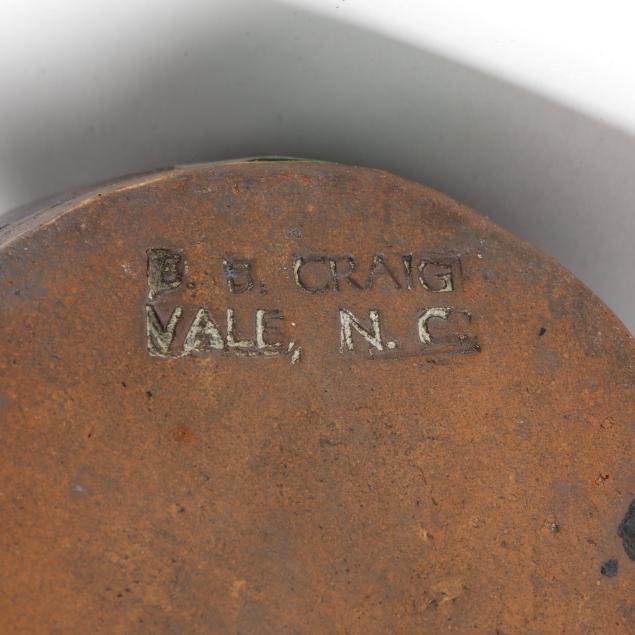 B. B. CRAIG
VALE, N. C.